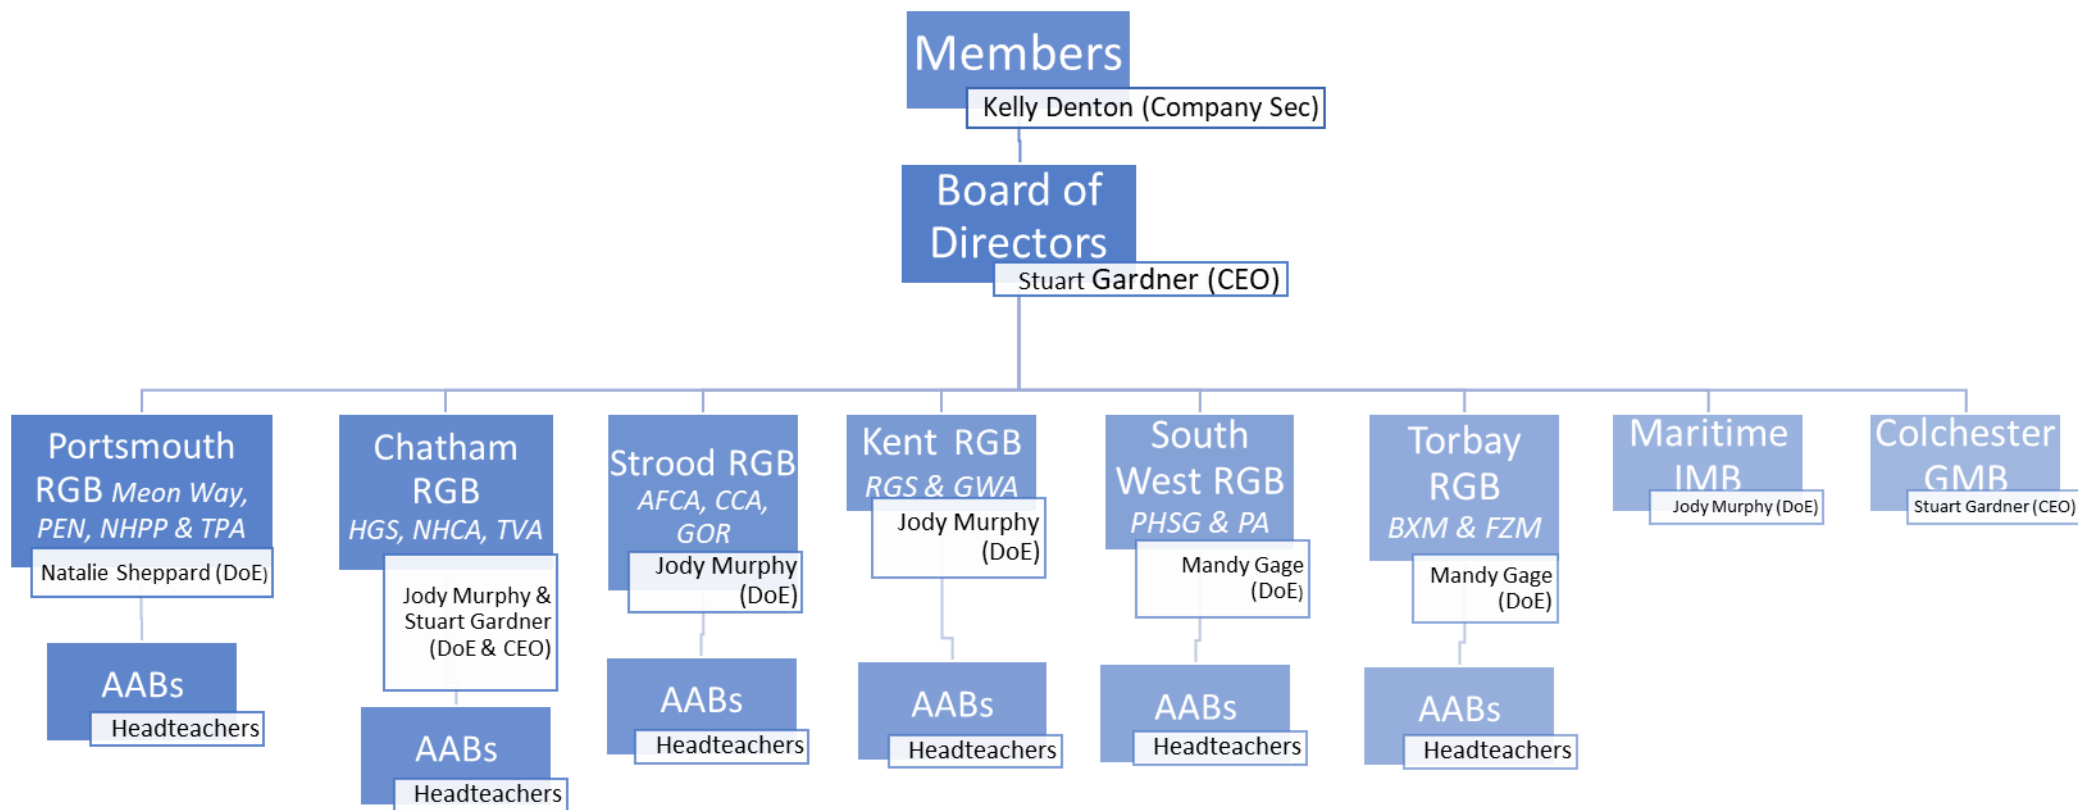 Members
Kelly Denton (Company Sec)
Board of
Directors
Stuart Gardner (CEO)
Portsmouth
RGB Meon Way,
PEN, NHPP & TPA
Natalie Sheppard (DoE)
AABs
Headteachers
Chatham
RGB
HGS, NHCA, TVA
Jody Murphy &
Stuart Gardner
(DoE & CEO)
AABs
Headteachers
Strood RGB
AFCA, CCA,
GOR
Jody Murphy
(DoE)
AABs
Headteachers
Kent RGB
RGS & GWA
Jody Murphy
(DoE)
AABs
Headteachers
South
West RGB
PHSG & PA
Mandy Gage
(DoE)
AABs
Headteachers
Torbay
RGB
BXM & FZM
Mandy Gage
(DoE)
AABs
Headteachers
Maritime
IMB
Jody Murphy (DoE)
Colchester
GMB
Stuart Gardner (CEO)